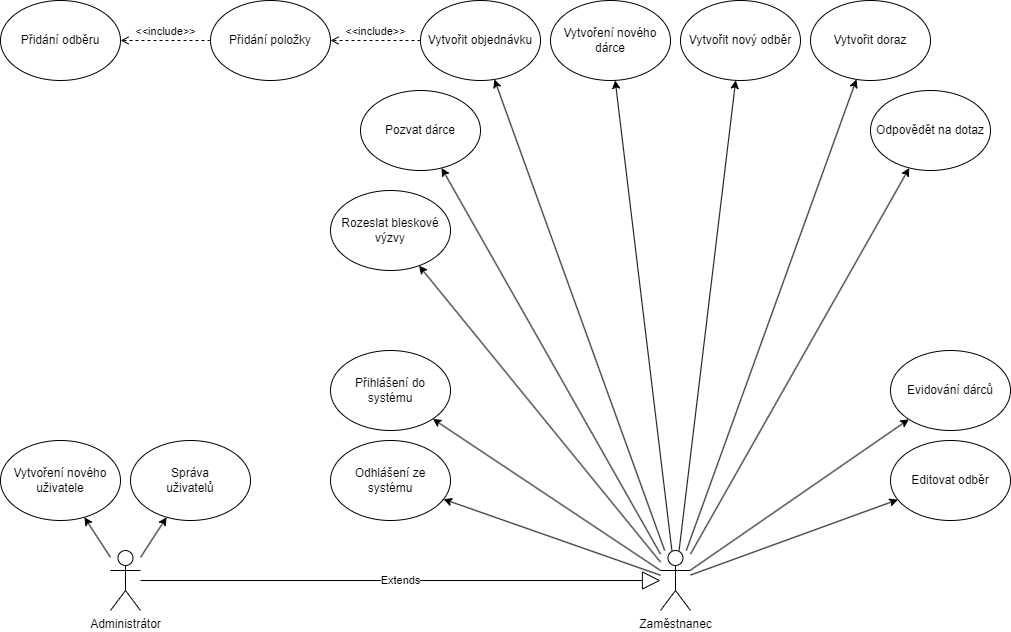 Přidání odběru
<<include>>
Přidání položky
<<include>>
Vytvořit objednávku
Vytvoření nového
dárce
Vytvořit nový odběr
Vytvořit doraz
Pozvat dárce
Odpovědět na dotaz
Rozeslat bleskové
výzvy
Přihlášení do
systému
Evidování dárců
Vytvoření nového
uživatele
Správa
uživatelů
Odhlášení ze
systému
Editovat odběr
Extends
Administrátor
Zaměstnanec